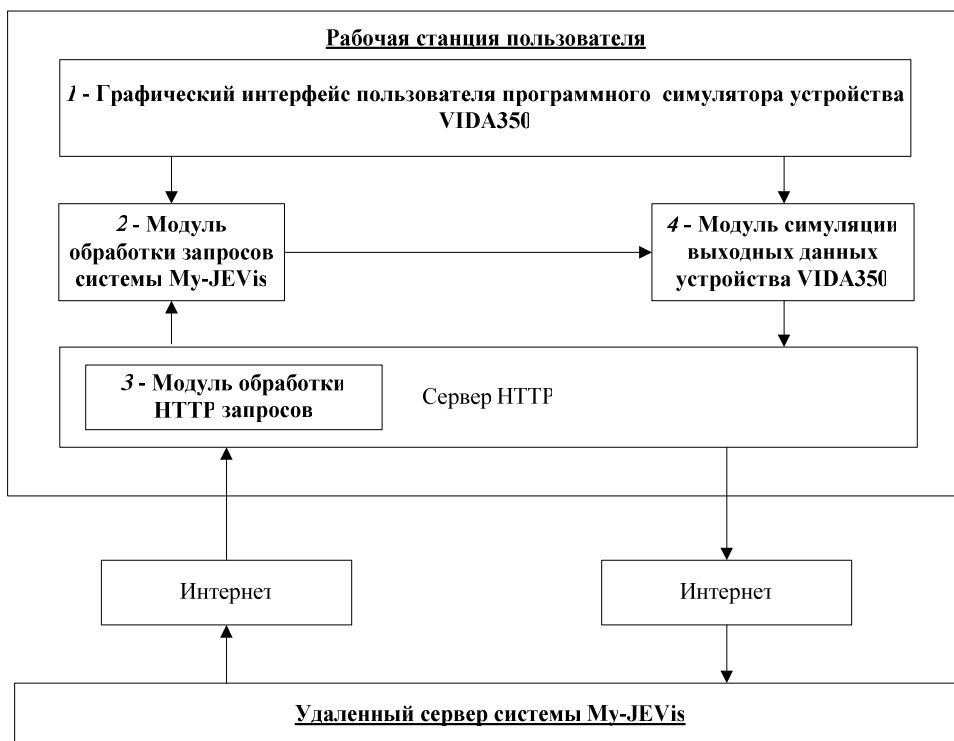 Рабочая станция пользователя
1 - Графический интерфейс пользователя программного симулятора устройства
VIDA350
2 - Модуль
обработки запросов
системы My-JEVis
4 - Модуль симуляции
выходных данных
устройства VIDA350
3 - Модуль обработки
HTTP запросов
Сервер HTTP
Интернет
Интернет
Удаленный сервер системы My-JEVis